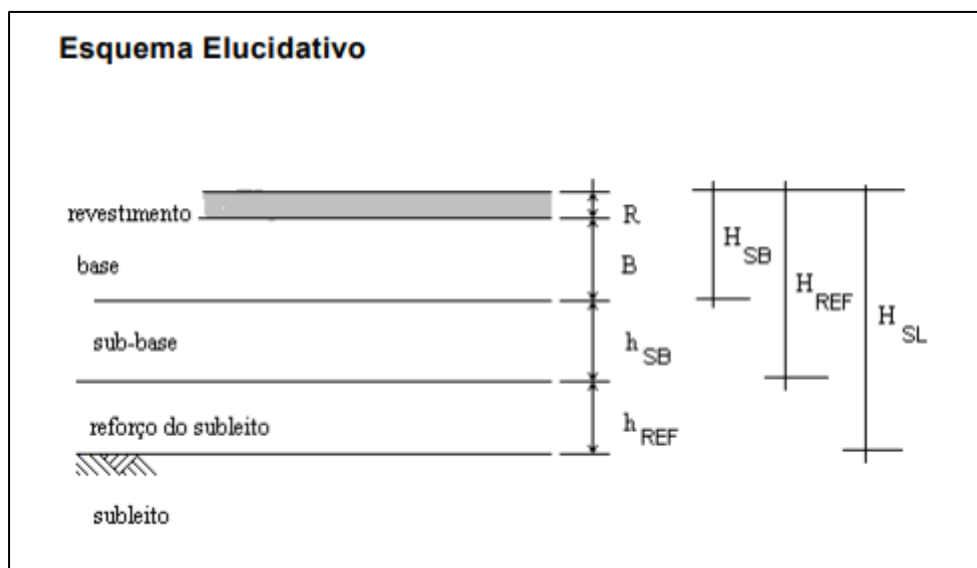 Esquema Elucidativo
revestimento
R
base
B
sub-base
h SB
reforço do subleito
h REF
subleito
H SB
H REF
H SL